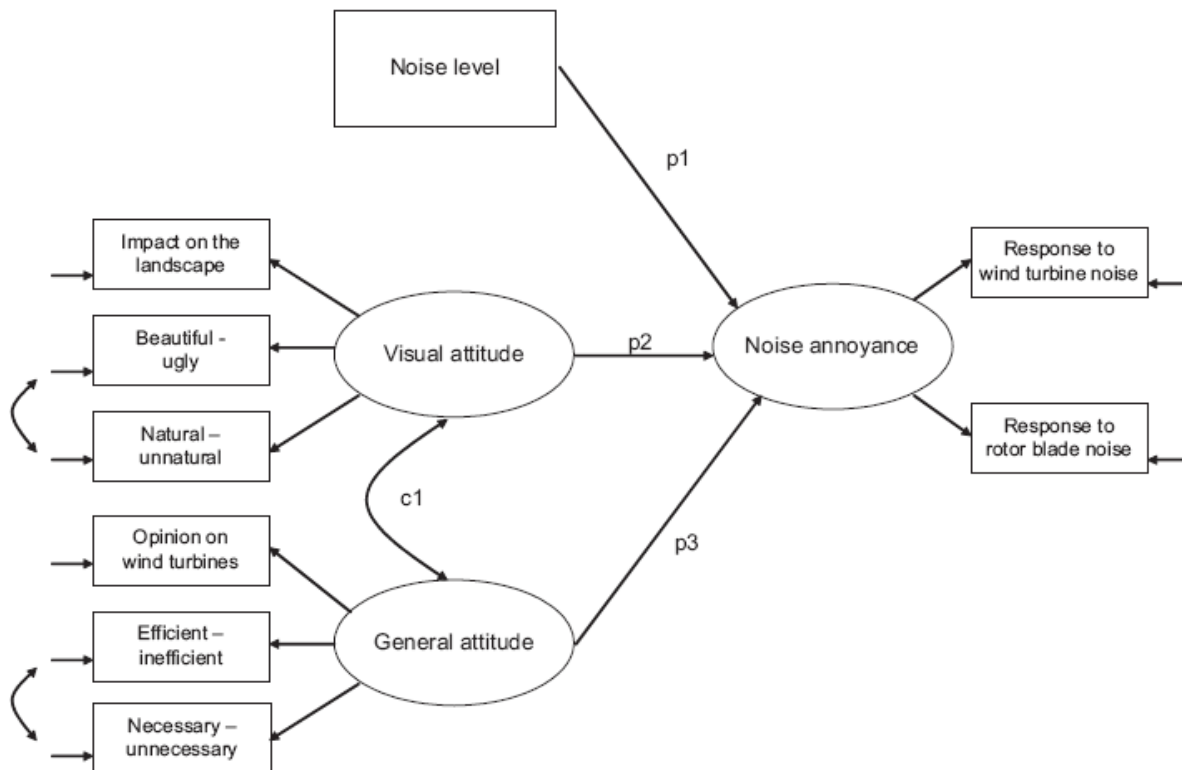 Noise level
p1
Impact on the
landscape
Beautiful -
ugly
Natural –
unnatural
Visual attitude
p2
Noise annoyance
Response to
wind turbine noise
Response to
rotor blade noise
c1
p3
Opinion on
wind turbines
Efficient –
inefficient
Necessary –
unnecessary
General attitude